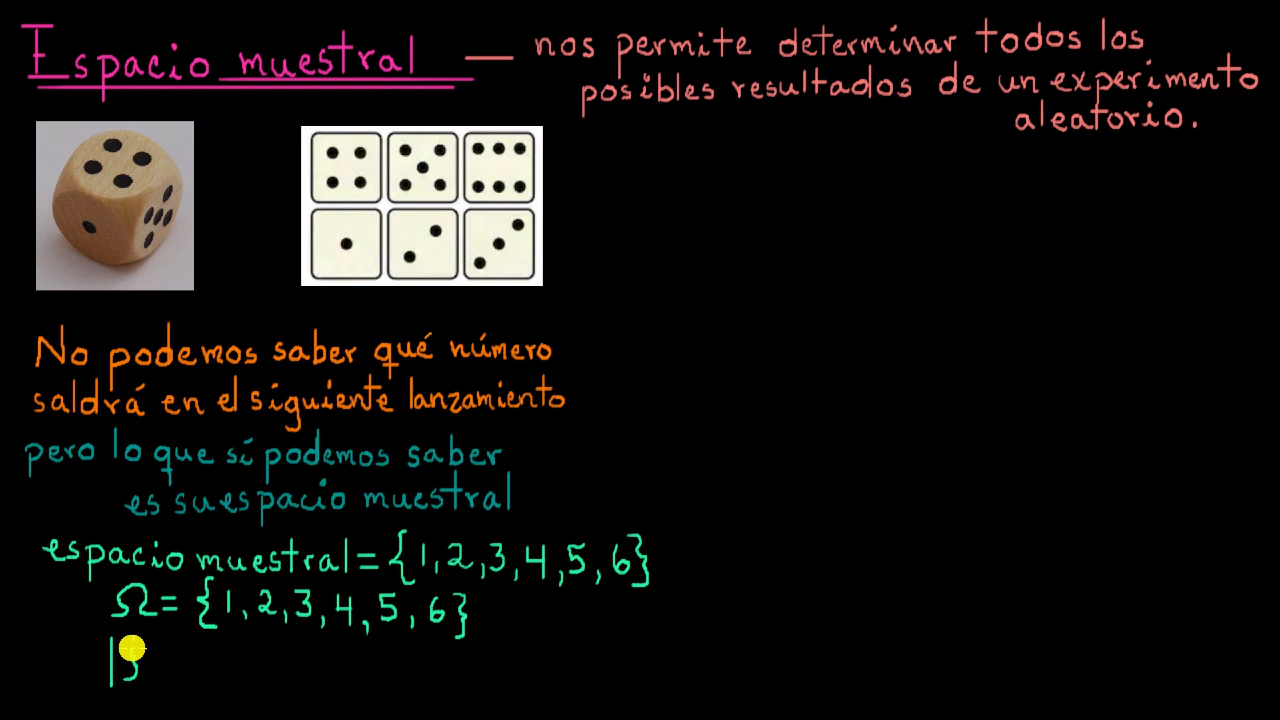 Espacio muestral — nos permite determinar todos los
posibles resultados de un experimento
aleatorio.
No podemos saber qué número
saldrá en el siguiente lanzamiento
pero lo que sí podemos saber
es su espacio muestral
espacio muestral = {1, 2, 3, 4, 5, 6}
Ω = {1, 2, 3, 4, 5, 6}
|